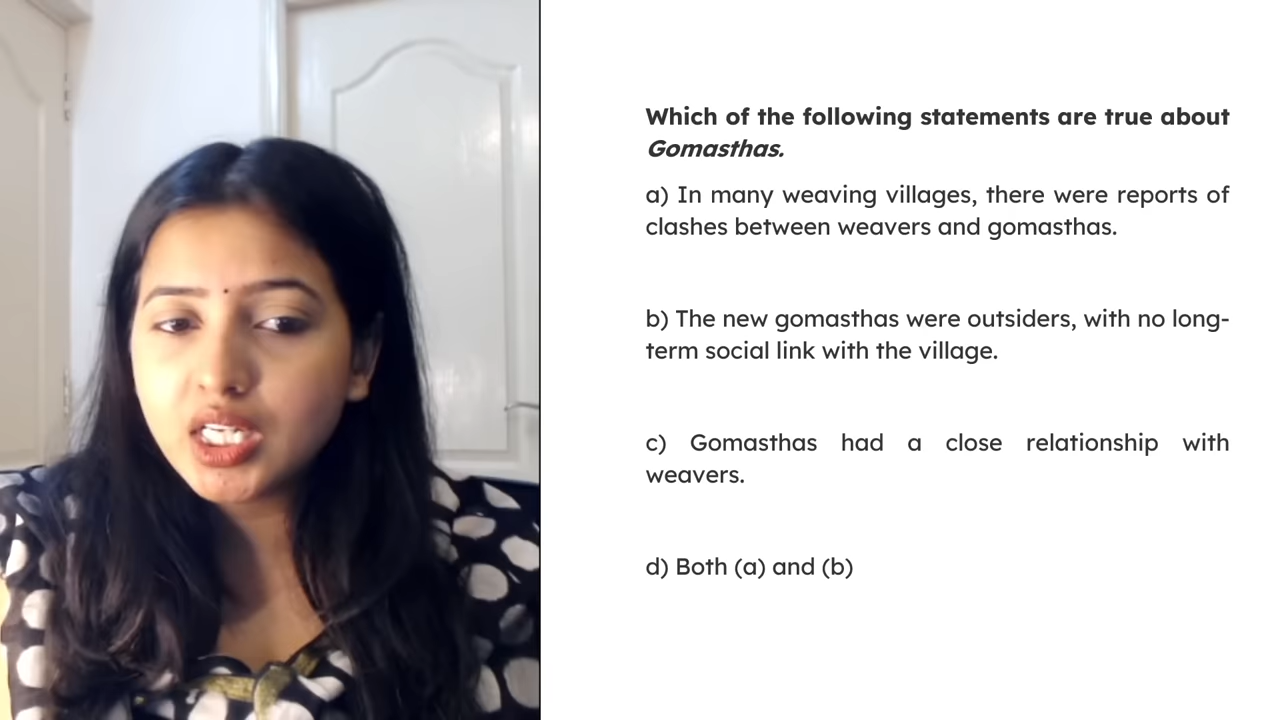 Which of the following statements are true about
Gomasthas.
a) In many weaving villages, there were reports of
clashes between weavers and gomasthas.
b) The new gomasthas were outsiders, with no long-
term social link with the village.
c) Gomasthas had a close relationship with
weavers.
d) Both (a) and (b)